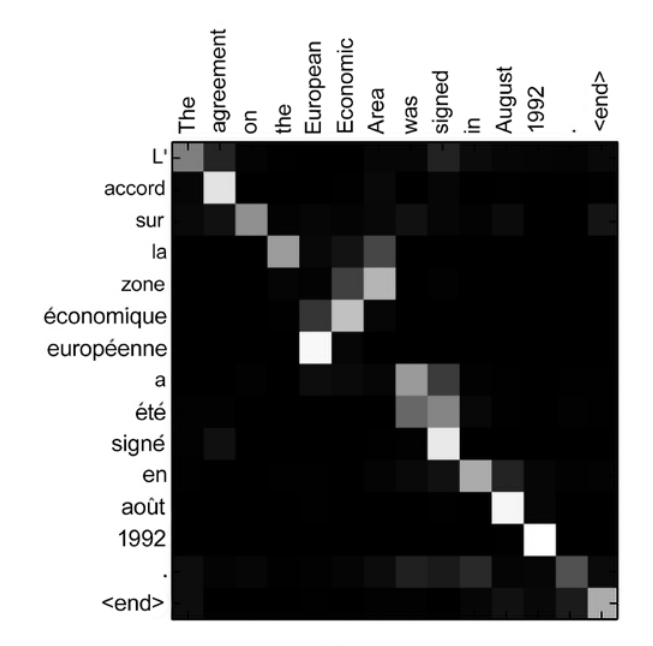 The agreement on the European Economic Area was signed in August 1992 . <end>
L'
accord
sur
la
zone
économique
européenne
a
été
signé
en
août
1992
.
<end>